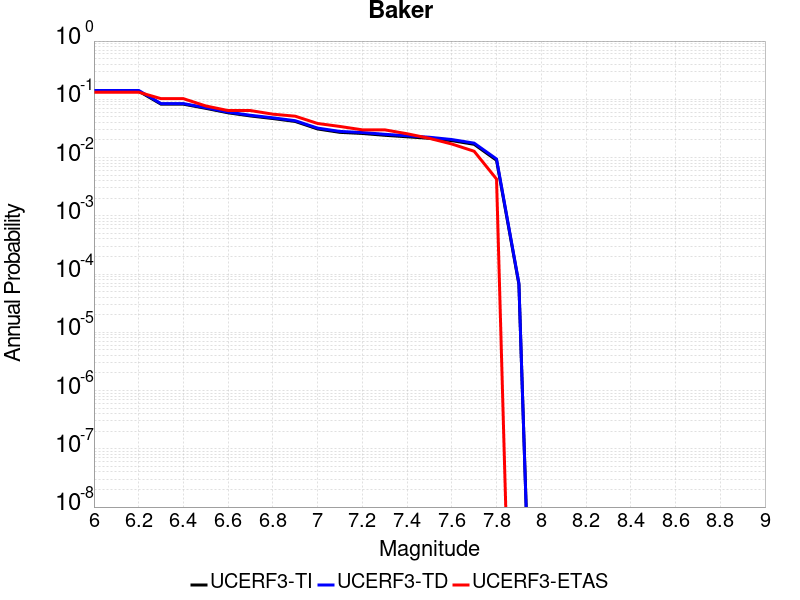 Baker
10^0
10^-1
10^-2
10^-3
10^-4
10^-5
10^-6
10^-7
10^-8
Annual Probability
6 6.2 6.4 6.6 6.8 7 7.2 7.4 7.6 7.8 8 8.2 8.4 8.6 8.8 9
Magnitude
UCERF3-TI UCERF3-TD UCERF3-ETAS